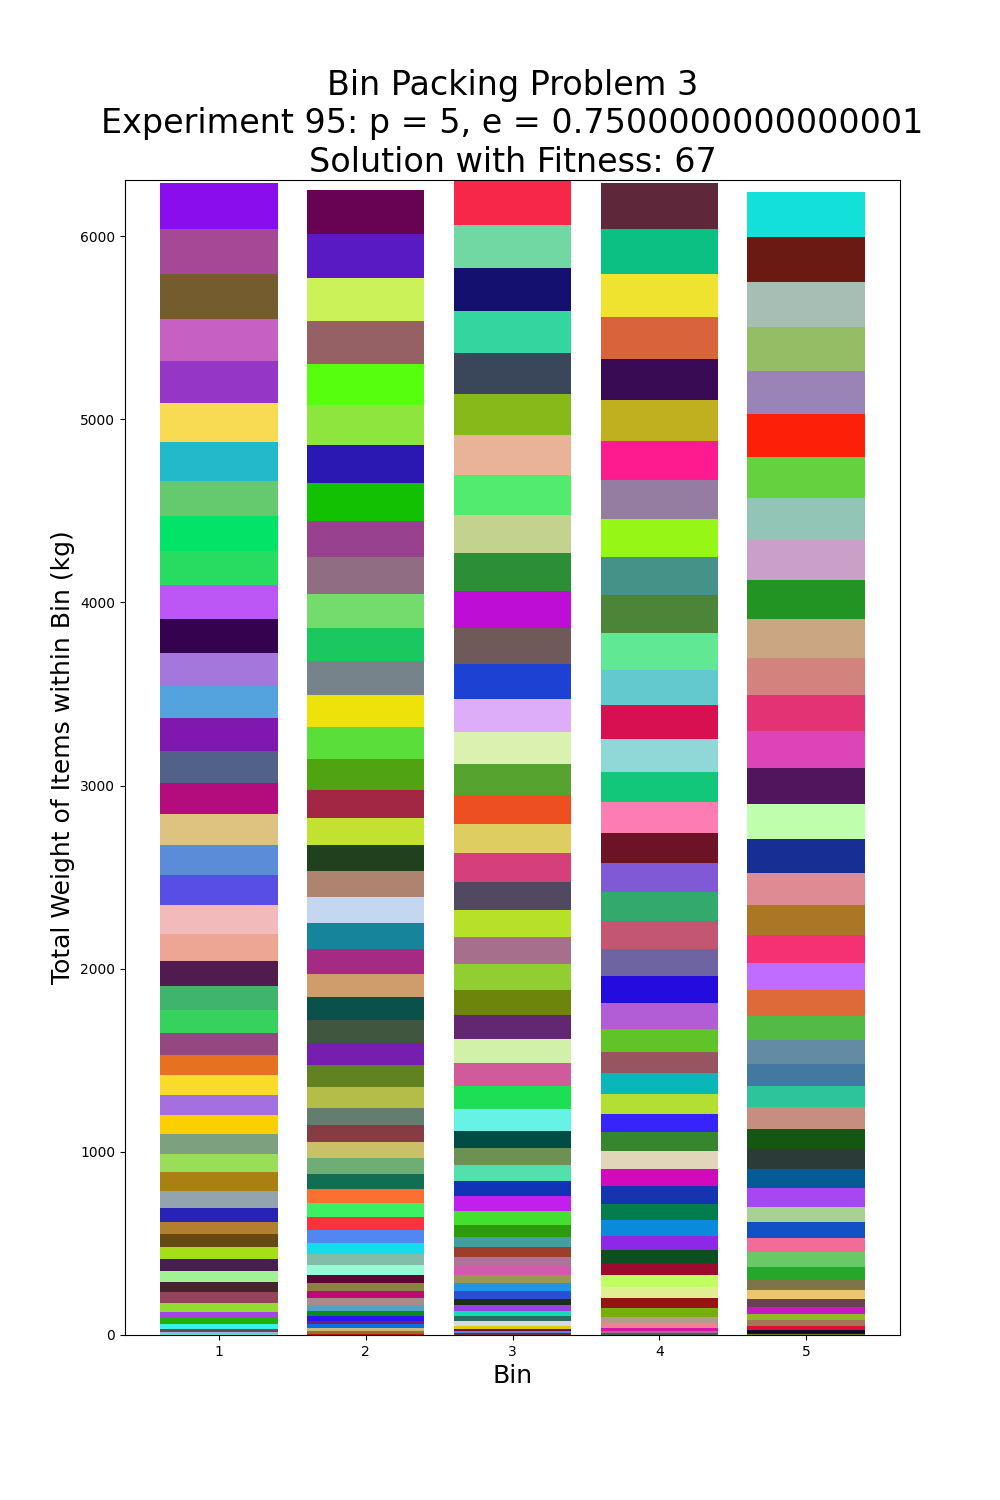 Bin Packing Problem 3
Experiment 95: p = 5, e = 0.7500000000000001
Solution with Fitness: 67
Total Weight of Items within Bin (kg)
6000
5000
4000
3000
2000
1000
0
1 2 3 4 5
Bin